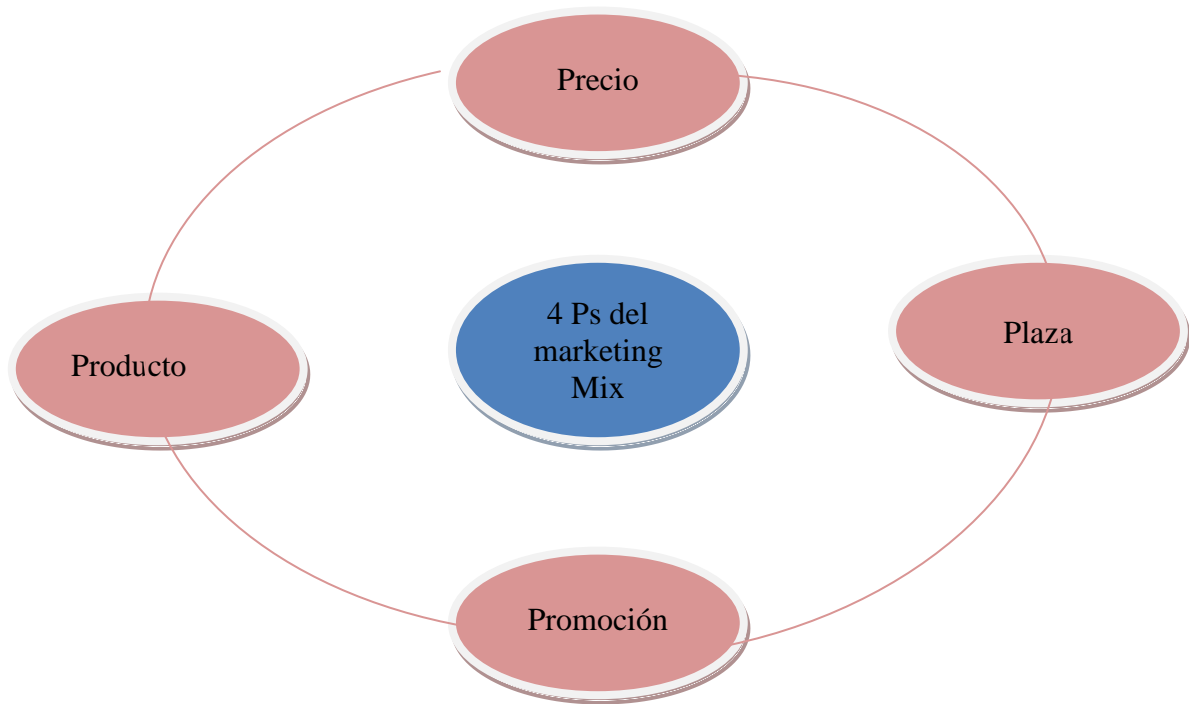 Precio
4 Ps del
marketing
Mix
Plaza
Producto
Promoción